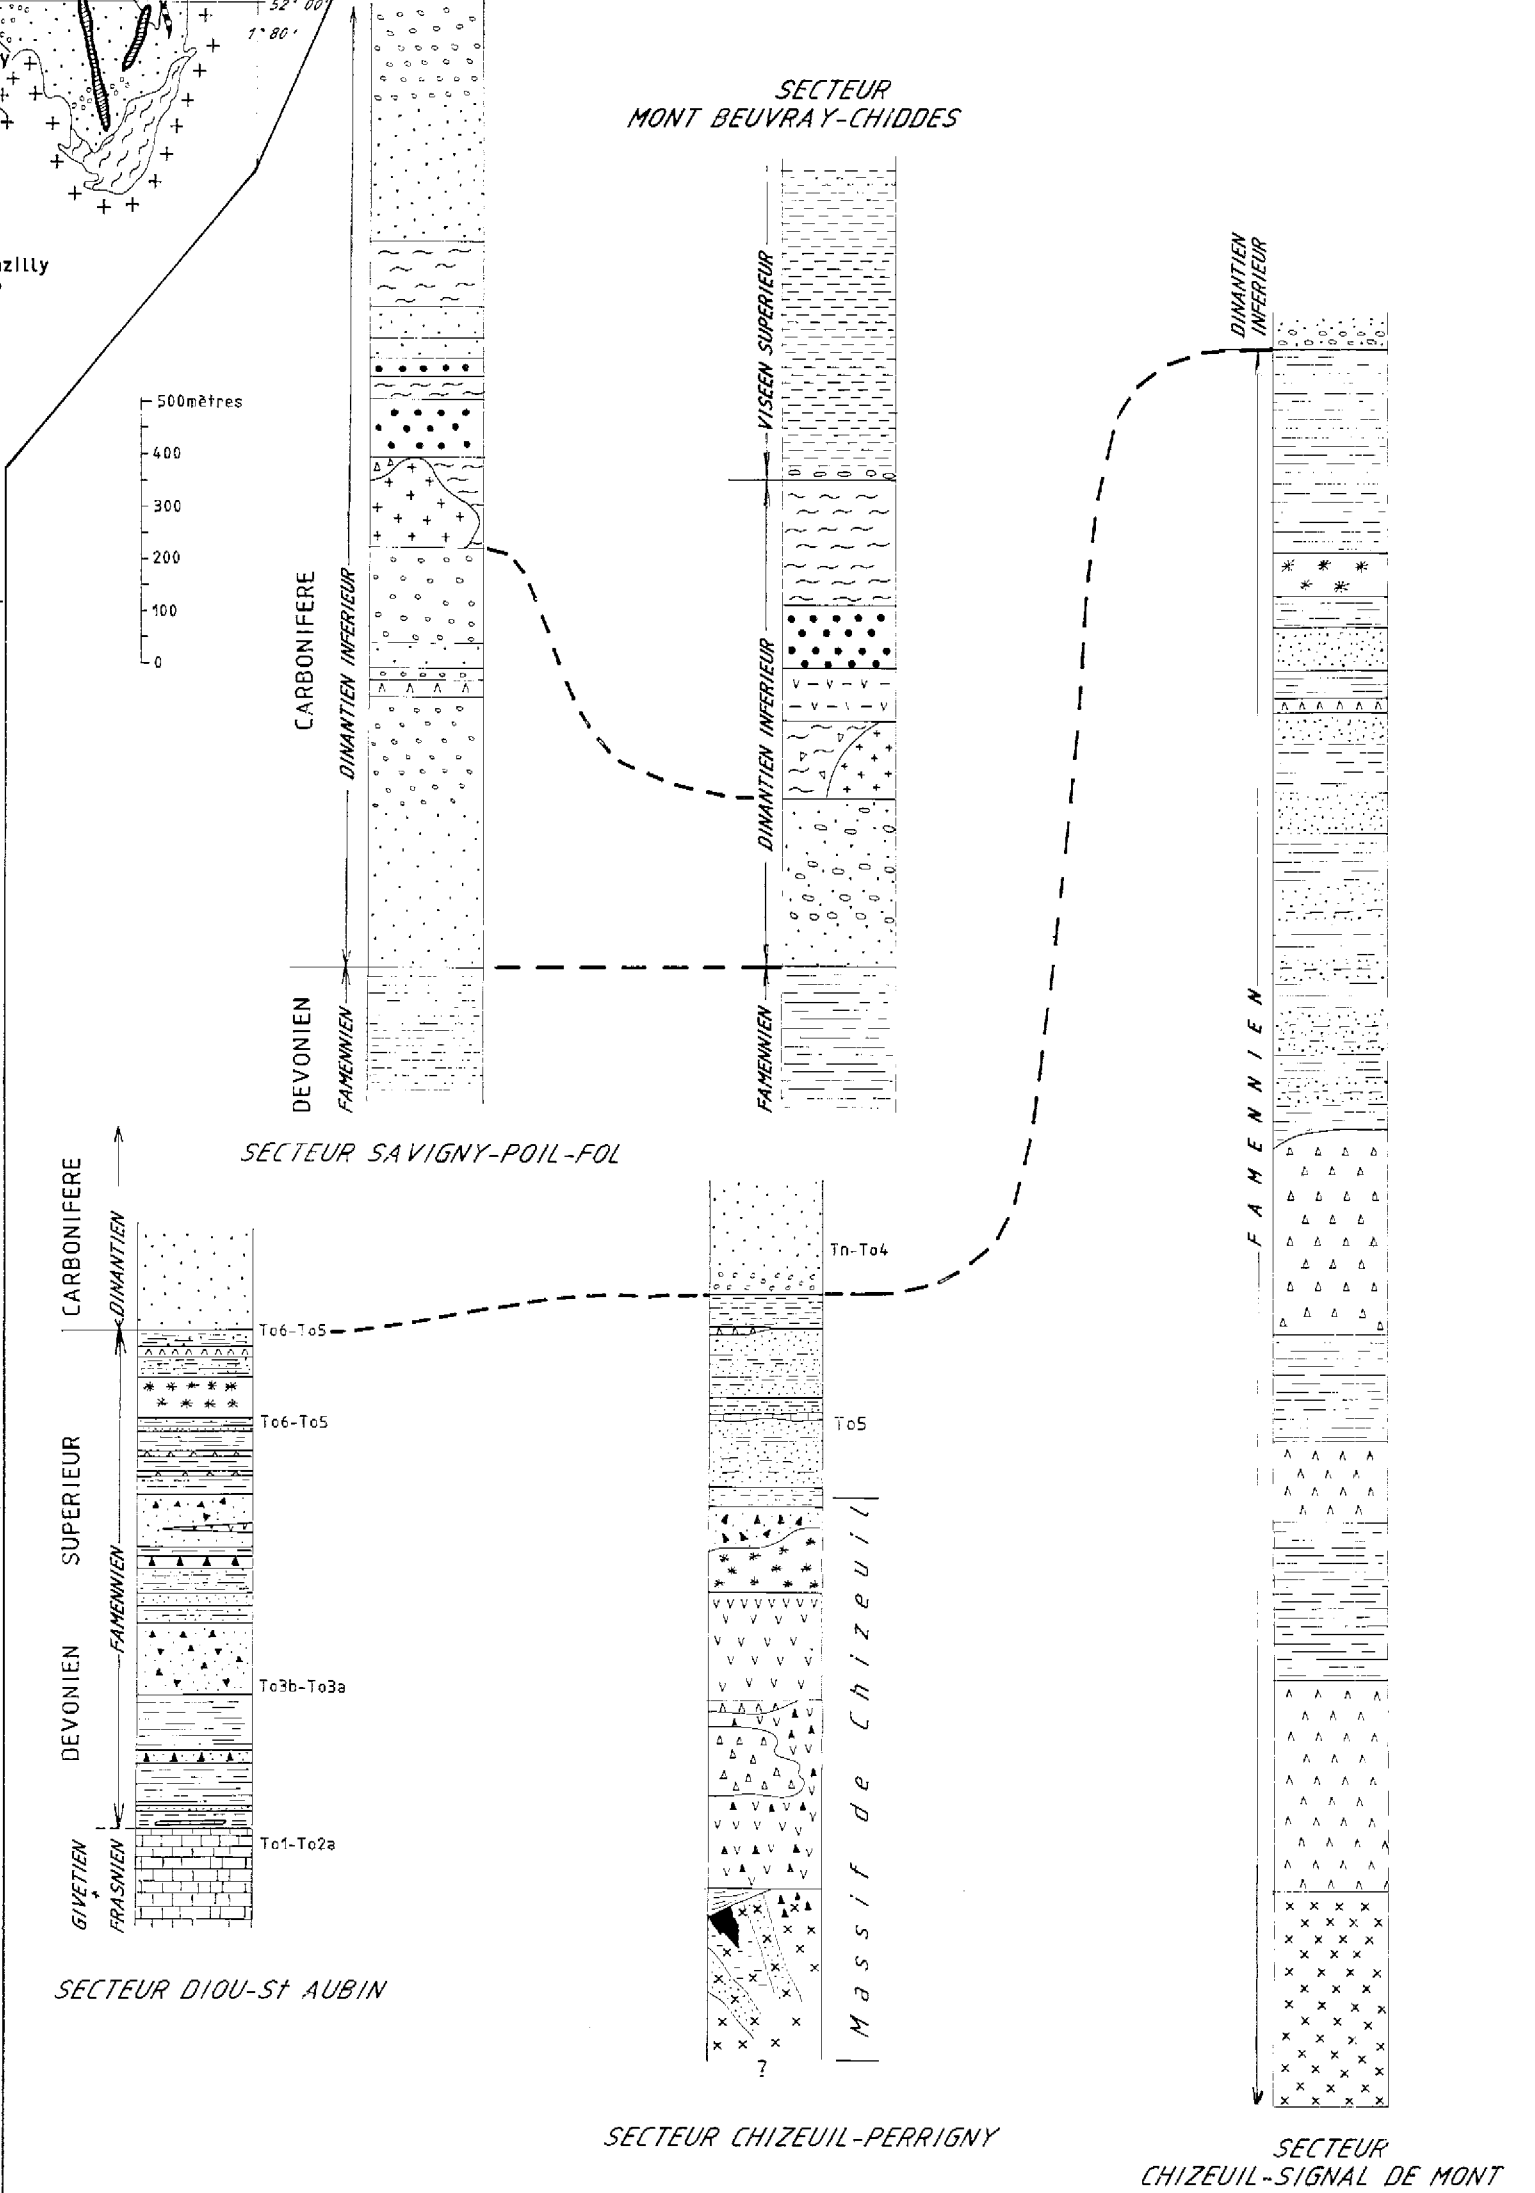 52° 00'
1° 80'
zilly
SECTEUR
MONT BEUVRAY-CHIDDES
500mètres
400
300
200
100
0
CARBONIFERE
DINANTIEN INFERIEUR
DEVONIEN
FAMENNIEN
SECTEUR SAVIGNY-POIL-FOL
VISEEN SUPERIEUR
DINANTIEN INFERIEUR
FAMENNIEN
DINANTIEN
INFERIEUR
FAMENNIEN
CARBONIFERE
DINANTIEN
DEVONIEN SUPERIEUR
FAMENNIEN
GIVETIEN
+
FRASNIEN
To6-To5
To6-To5
To3b-To3a
To1-To2a
SECTEUR DIOU-St AUBIN
Tn-To4
To5
Massif de Chizeuil
?
SECTEUR CHIZEUIL-PERRIGNY
SECTEUR
CHIZEUIL-SIGNAL DE MONT